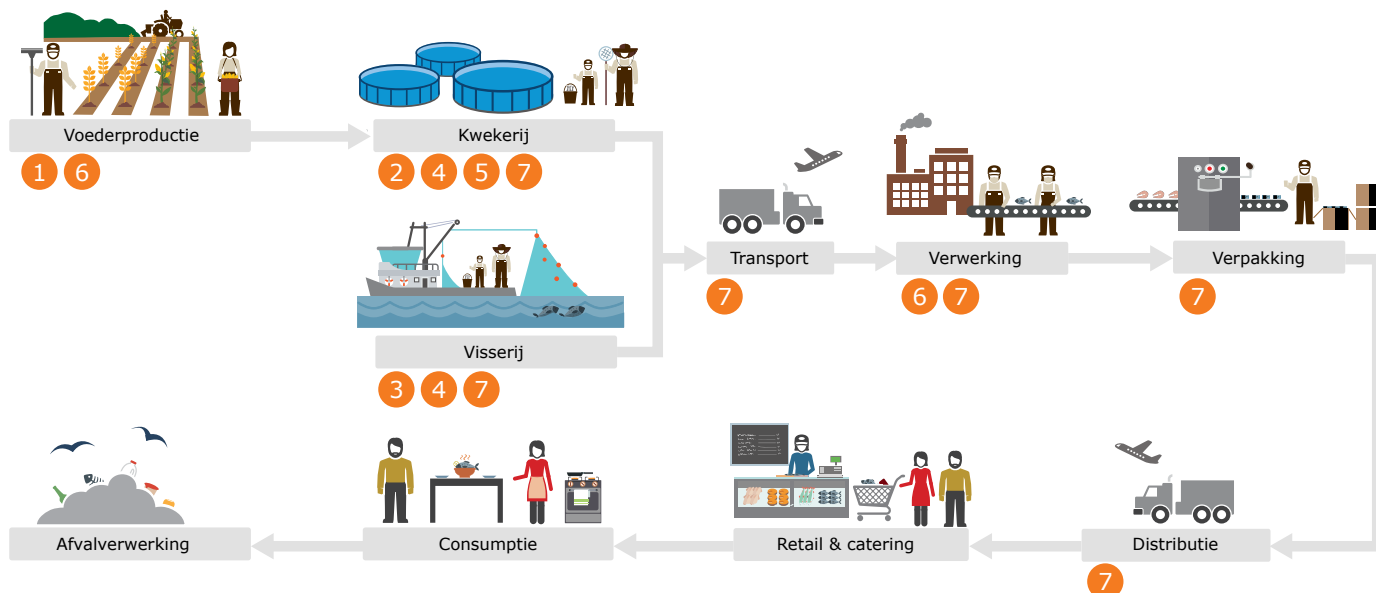 Voederproductie
1 6
Kwekerij
2 4 5 7
Visserij
3 4 7
Transport
7
Verwerking
6 7
Verpakking
7
Distributie
7
Retail & catering
Consumptie
Afvalverwerking